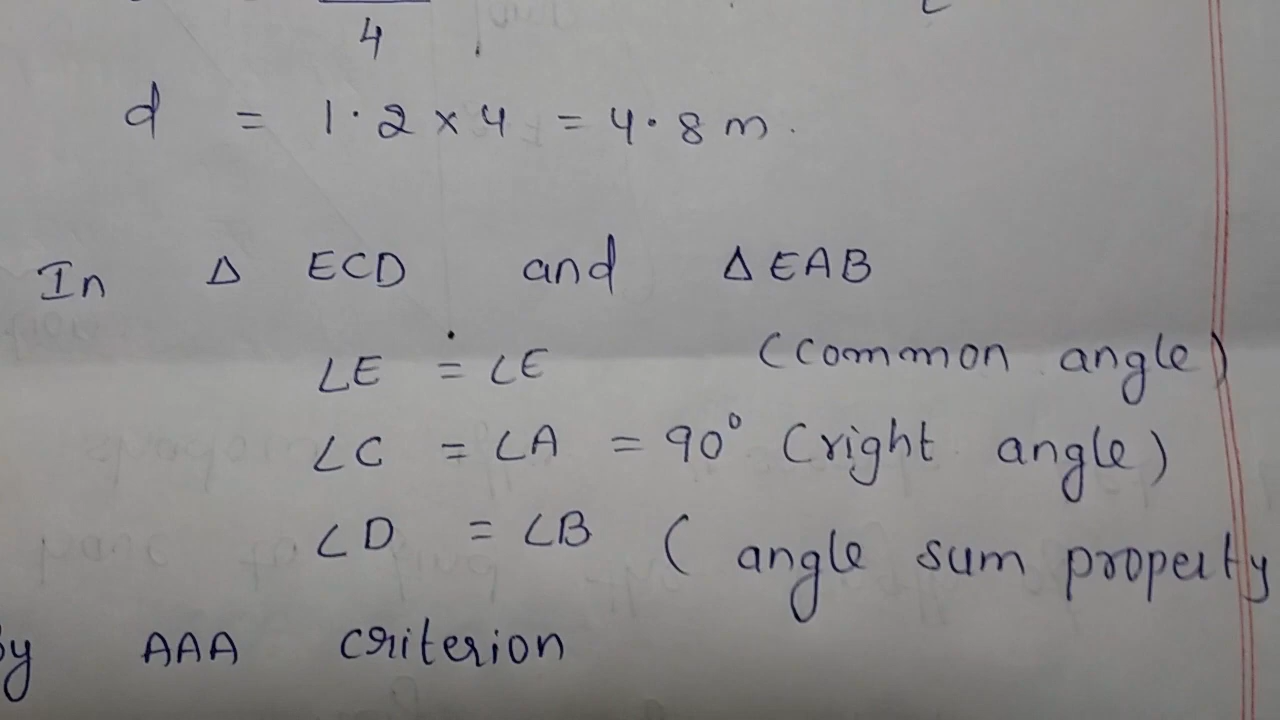 4
d = 1.2 × 4 = 4.8 m.
In Δ ECD and Δ EAB
∠E = ∠E (common angle)
∠C = ∠A = 90° (right angle)
∠D = ∠B ( angle sum property
By AAA criterion